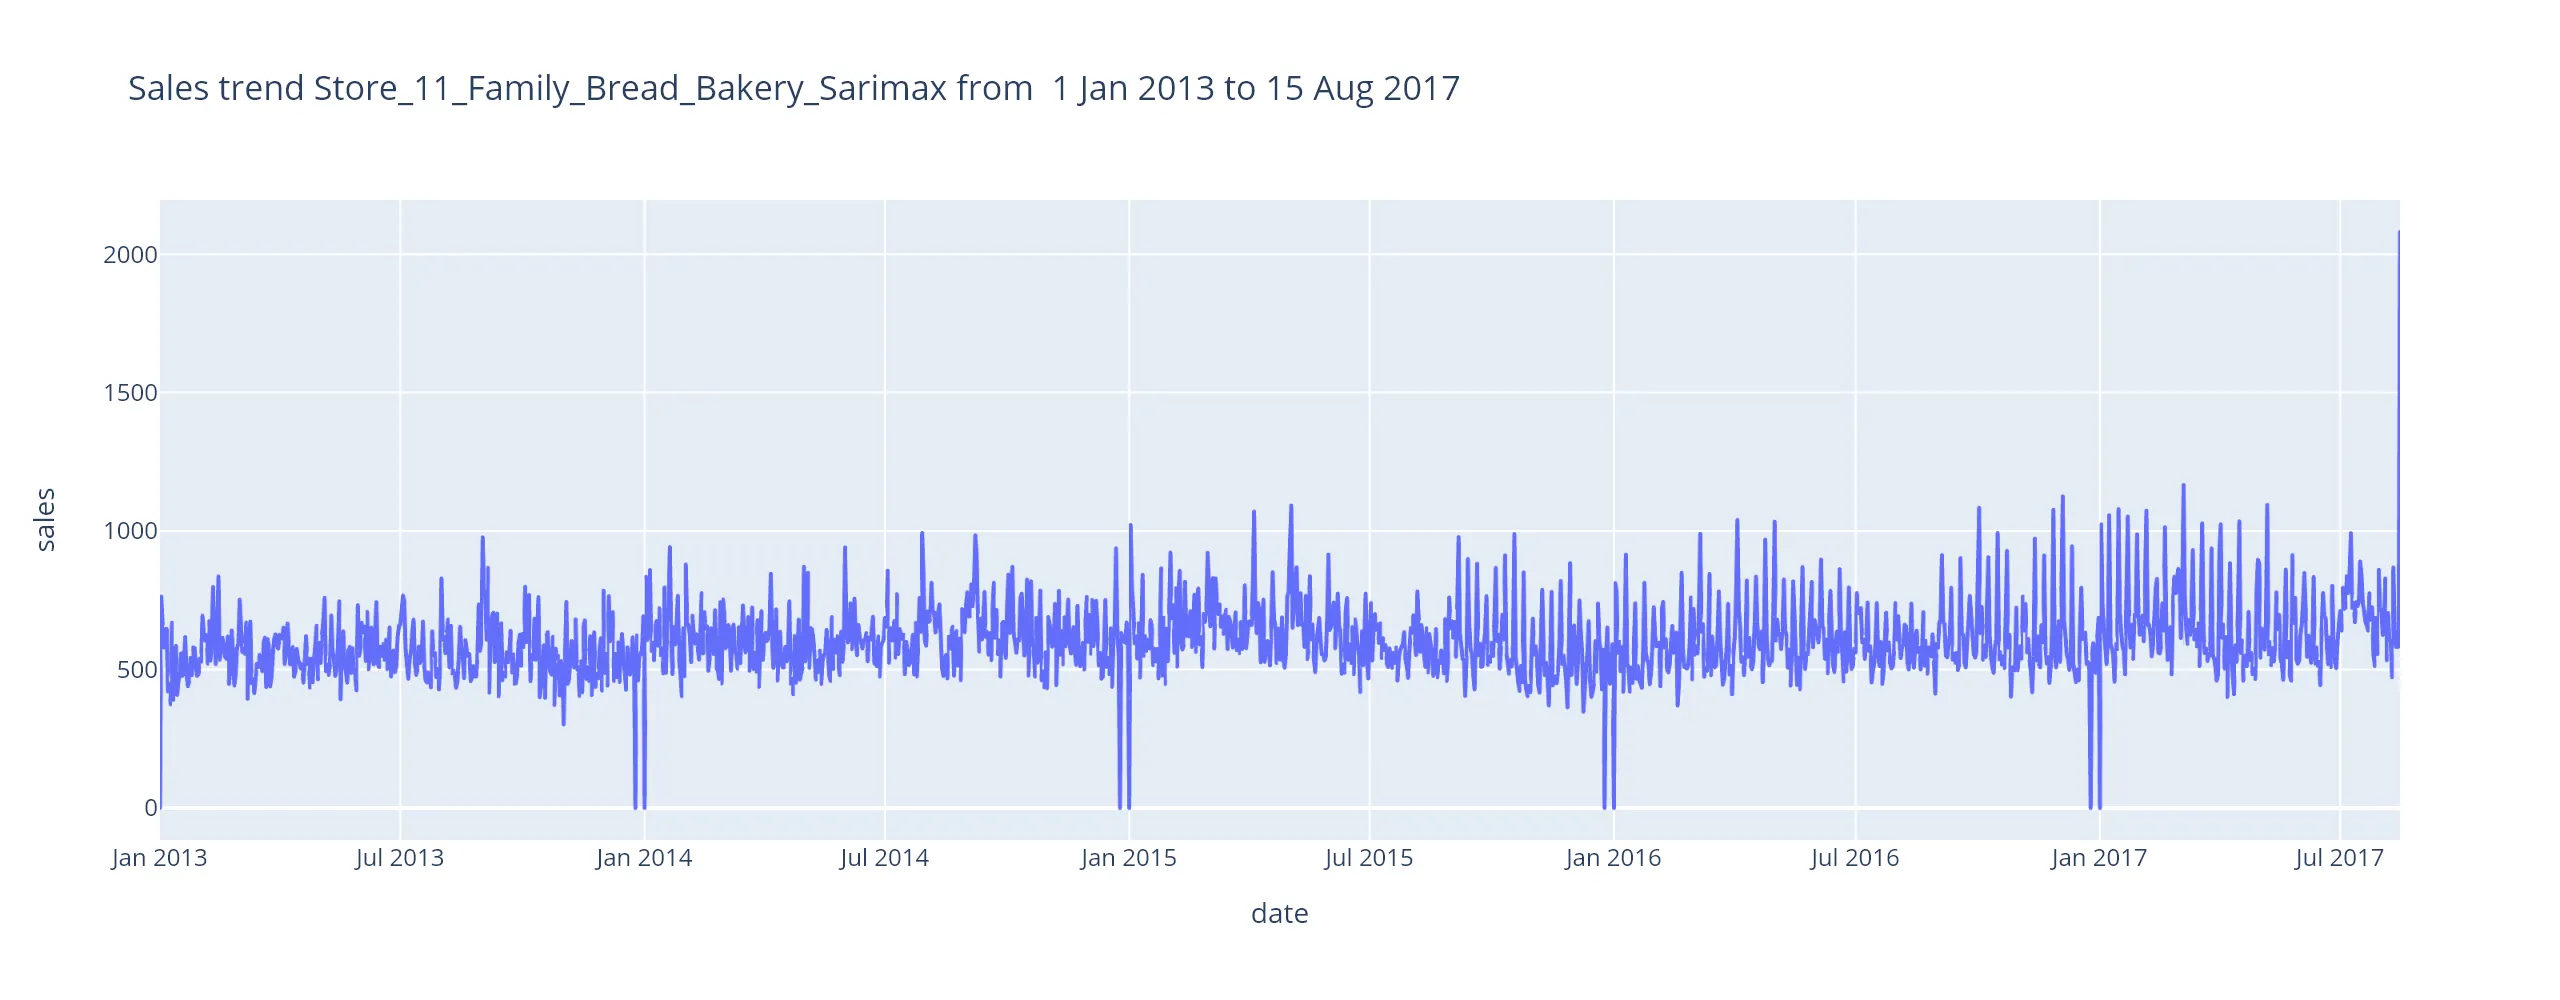 Sales trend Store_11_Family_Bread_Bakery_Sarimax from  1 Jan 2013 to 15 Aug 2017
2000
1500
1000
500
0
sales
Jan 2013 Jul 2013 Jan 2014 Jul 2014 Jan 2015 Jul 2015 Jan 2016 Jul 2016 Jan 2017 Jul 2017
date